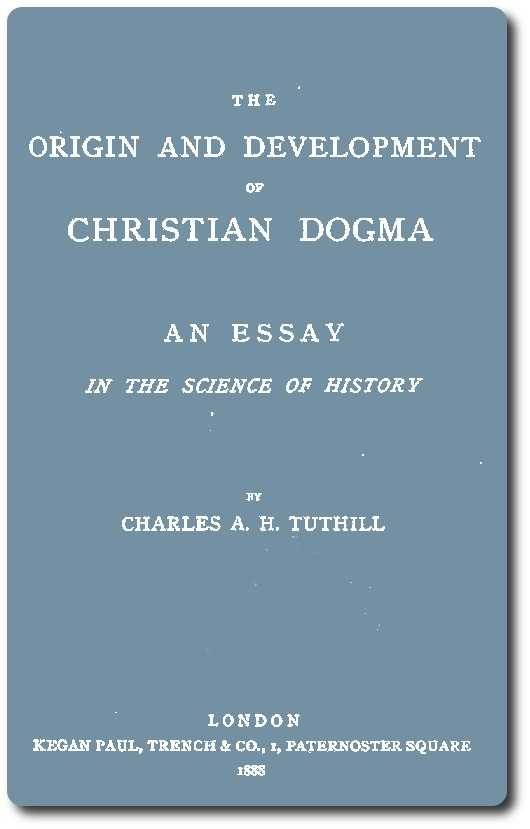 THE
ORIGIN AND DEVELOPMENT
OF
CHRISTIAN DOGMA
AN ESSAY
IN THE SCIENCE OF HISTORY
BY
CHARLES A. H. TUTHILL
LONDON
KEGAN PAUL, TRENCH & CO., 1, PATERNOSTER SQUARE
1888